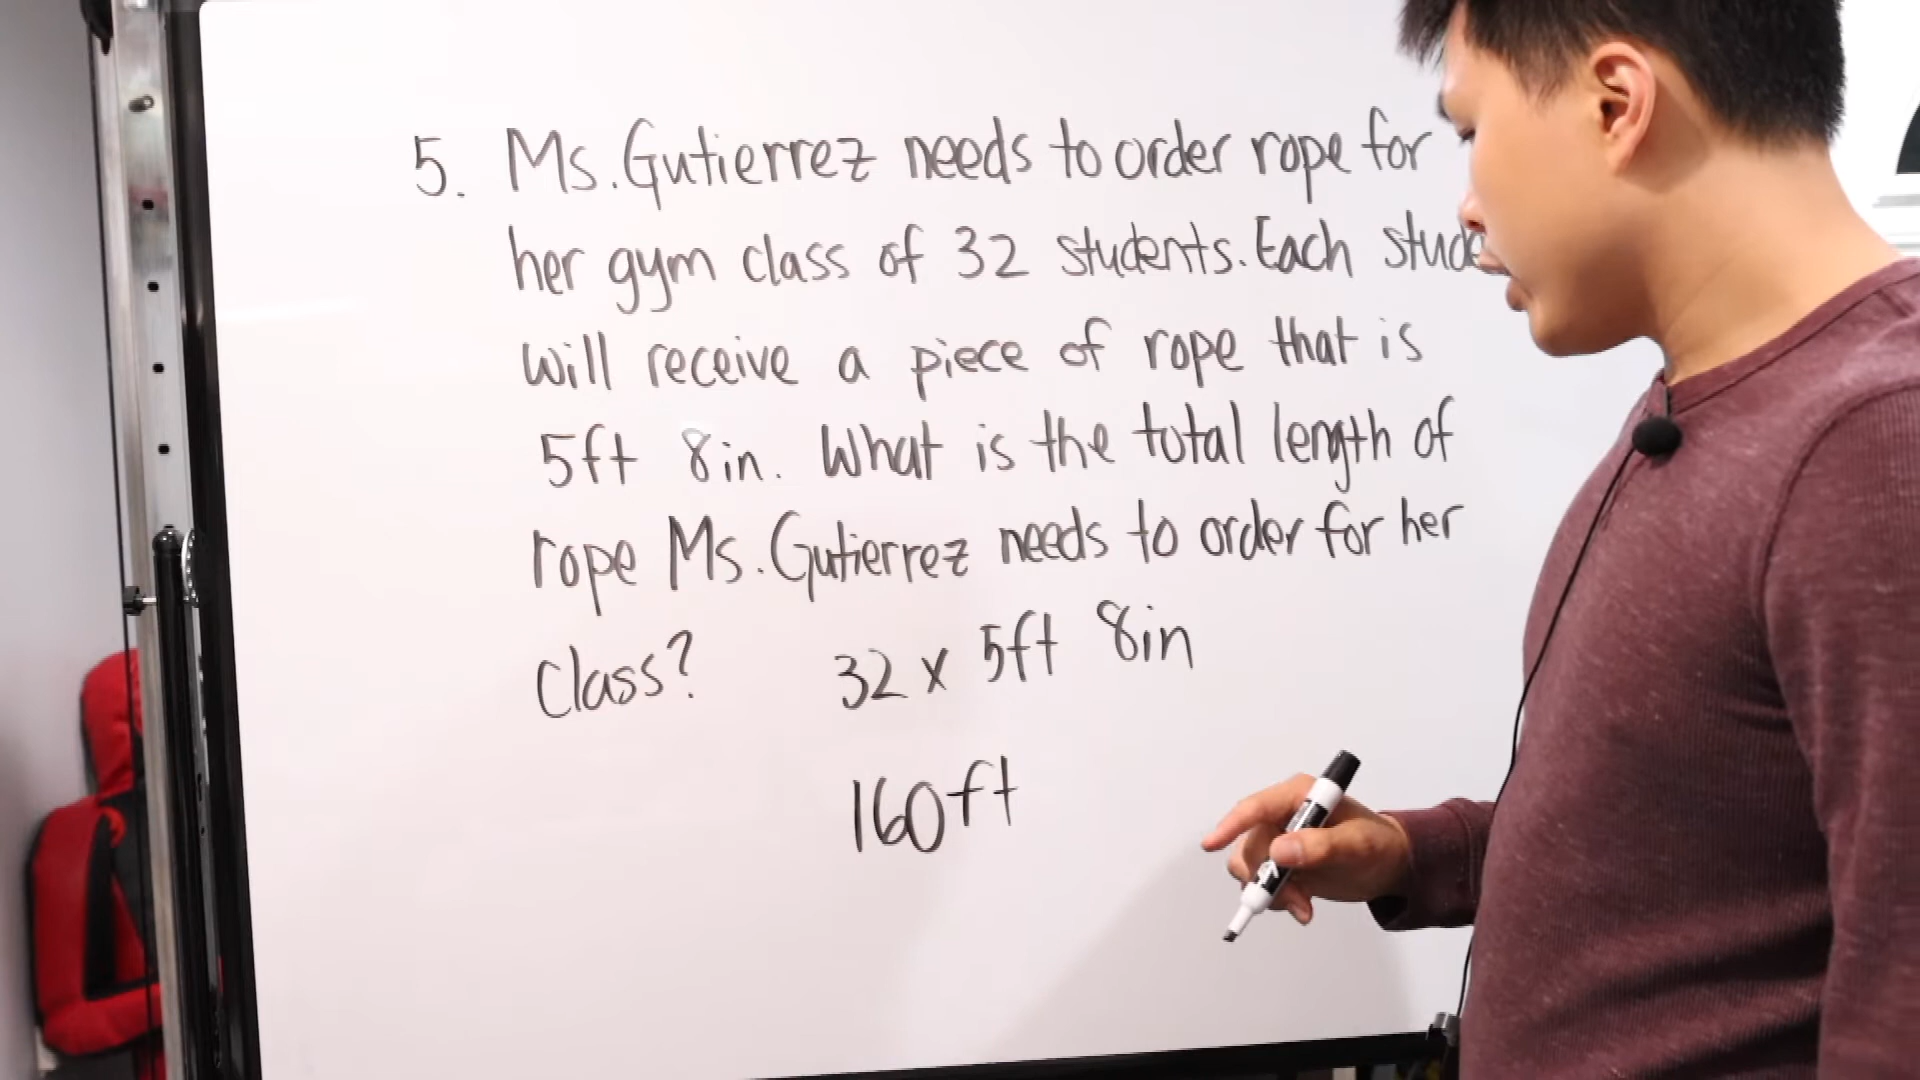 5. Ms. Gutierrez needs to order rope for
her gym class of 32 students. Each
will receive a piece of rope that is
5ft 8in. What is the total length of
rope Ms. Gutierrez needs to order for her
class? 32 x 5ft 8in
160ft